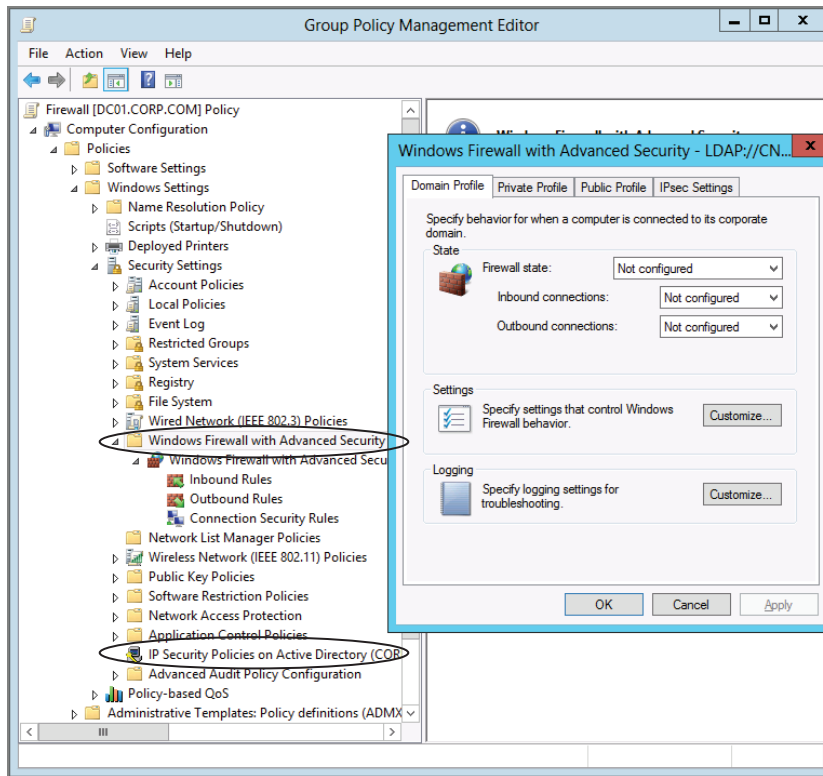 Group Policy Management Editor
File Action View Help
Firewall [DC01.CORP.COM] Policy
Computer Configuration
Policies
Software Settings
Windows Settings
Name Resolution Policy
Scripts (Startup/Shutdown)
Deployed Printers
Security Settings
Account Policies
Local Policies
Event Log
Restricted Groups
System Services
Registry
File System
Wired Network (IEEE 802.3) Policies
Windows Firewall with Advanced Security
Windows Firewall with Advanced Secu
Inbound Rules
Outbound Rules
Connection Security Rules
Network List Manager Policies
Wireless Network (IEEE 802.11) Policies
Public Key Policies
Software Restriction Policies
Network Access Protection
Application Control Policies
IP Security Policies on Active Directory (COR
Advanced Audit Policy Configuration
Policy-based QoS
Administrative Templates: Policy definitions (ADMX
Windows Firewall with Advanced Security - LDAP://CN...
Domain Profile Private Profile Public Profile IPsec Settings
Specify behavior for when a computer is connected to its corporate
domain.
State
Firewall state: Not configured
Inbound connections: Not configured
Outbound connections: Not configured
Settings
Specify settings that control Windows
Firewall behavior.
Customize...
Logging
Specify logging settings for
troubleshooting.
Customize...
OK Cancel Apply